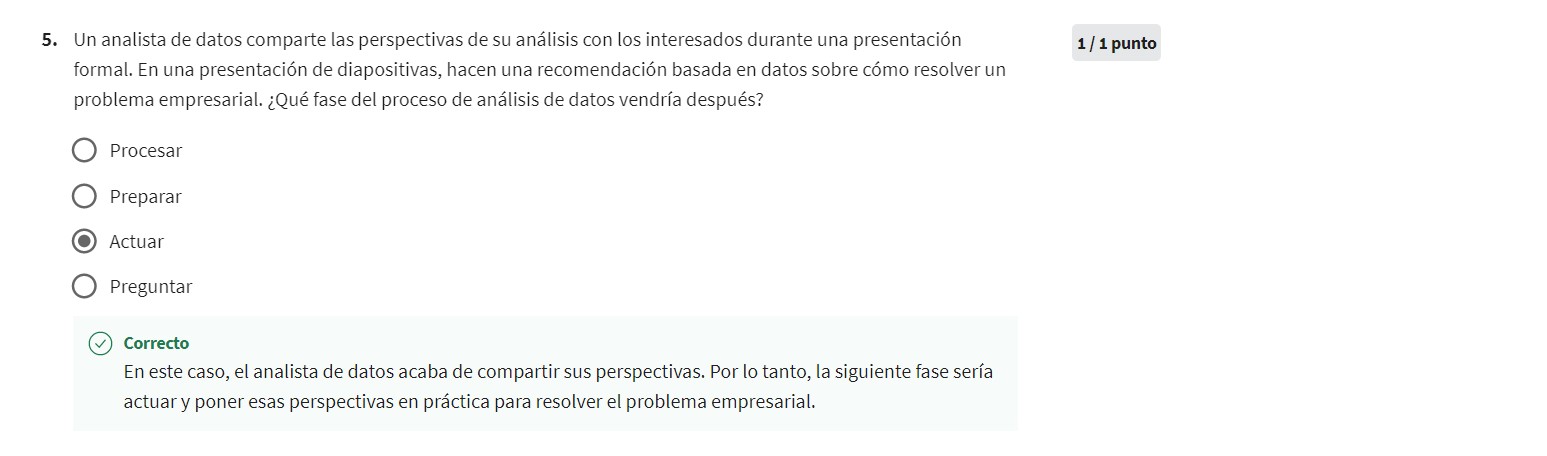 5. Un analista de datos comparte las perspectivas de su análisis con los interesados durante una presentación
formal. En una presentación de diapositivas, hacen una recomendación basada en datos sobre cómo resolver un
problema empresarial. ¿Qué fase del proceso de análisis de datos vendría después?
1 / 1 punto
Procesar
Preparar
Actuar
Preguntar
Correcto
En este caso, el analista de datos acaba de compartir sus perspectivas. Por lo tanto, la siguiente fase sería
actuar y poner esas perspectivas en práctica para resolver el problema empresarial.